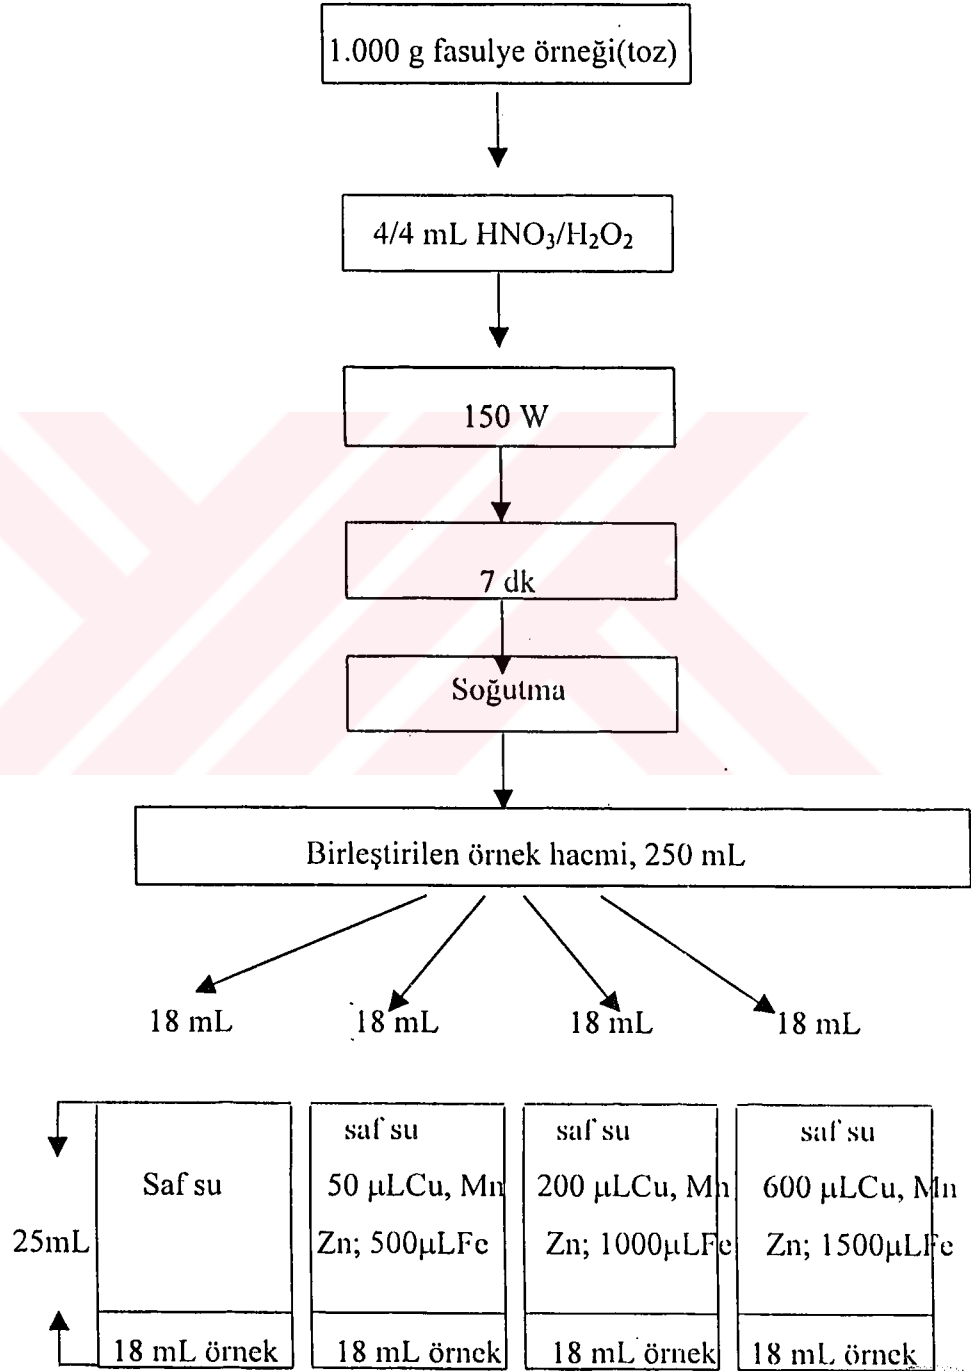 1.000 g fasulye örneği(toz)
4/4 mL HNO₃/H₂O₂
150 W
7 dk
Soğutma
Birleştirilen örnek hacmi, 250 mL
18 mL 18 mL 18 mL 18 mL
saf su saf su saf su
Saf su 50 µLCu, Mn 200 µLCu, Mn 600 µLCu, Mn
25mL Zn; 500µLFe Zn; 1000µLFe Zn; 1500µLFe
18 mL örnek 18 mL örnek 18 mL örnek 18 mL örnek